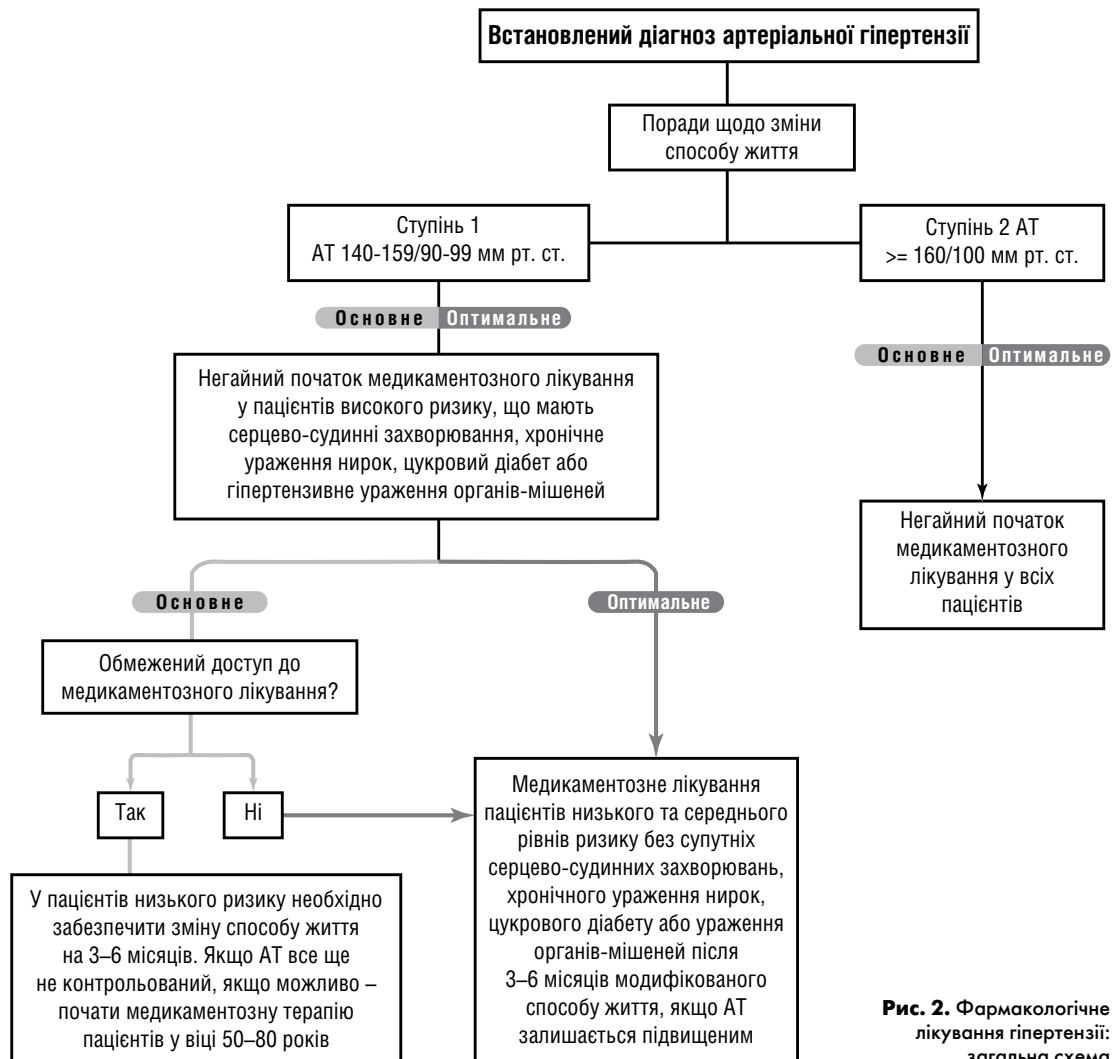 Встановлений діагноз артеріальної гіпертензії
Поради щодо зміни
способу життя
Ступінь 1
АТ 140-159/90-99 мм рт. ст.
Ступінь 2 АТ
>= 160/100 мм рт. ст.
Основне Оптимальне
Основне Оптимальне
Негайний початок медикаментозного лікування
у пацієнтів високого ризику, що мають
серцево-судинні захворювання, хронічне
ураження нирок, цукровий діабет або
гіпертензивне ураження органів-мішеней
Негайний початок
медикаментозного
лікування у всіх
пацієнтів
Основне
Оптимальне
Обмежений доступ до
медикаментозного лікування?
Так
Ні
Медикаментозне лікування
пацієнтів низького та середнього
рівнів ризику без супутніх
серцево-судинних захворювань,
хронічного ураження нирок,
цукрового діабету або ураження
органів-мішеней після
3–6 місяців модифікованого
способу життя, якщо АТ
залишається підвищеним
У пацієнтів низького ризику необхідно
забезпечити зміну способу життя
на 3–6 місяців. Якщо АТ все ще
не контрольований, якщо можливо –
почати медикаментозну терапію
пацієнтів у віці 50–80 років
Рис. 2. Фармакологічне
лікування гіпертензії:
загальна схема